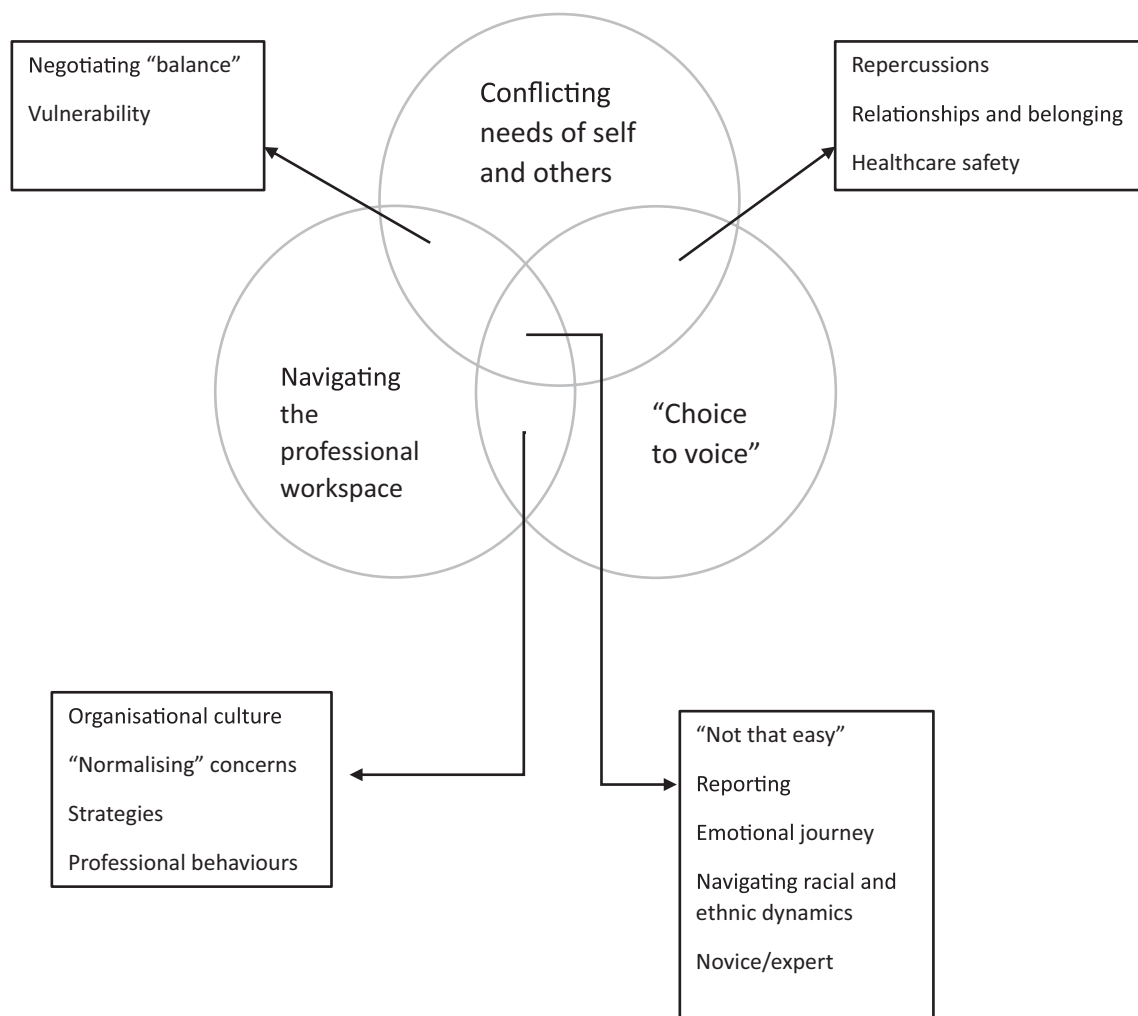 Negotiating “balance”
Vulnerability
Conflicting
needs of self
and others
Repercussions
Relationships and belonging
Healthcare safety
Navigating
the
professional
workspace
“Choice
to voice”
Organisational culture
“Normalising” concerns
Strategies
Professional behaviours
“Not that easy”
Reporting
Emotional journey
Navigating racial and
ethnic dynamics
Novice/expert